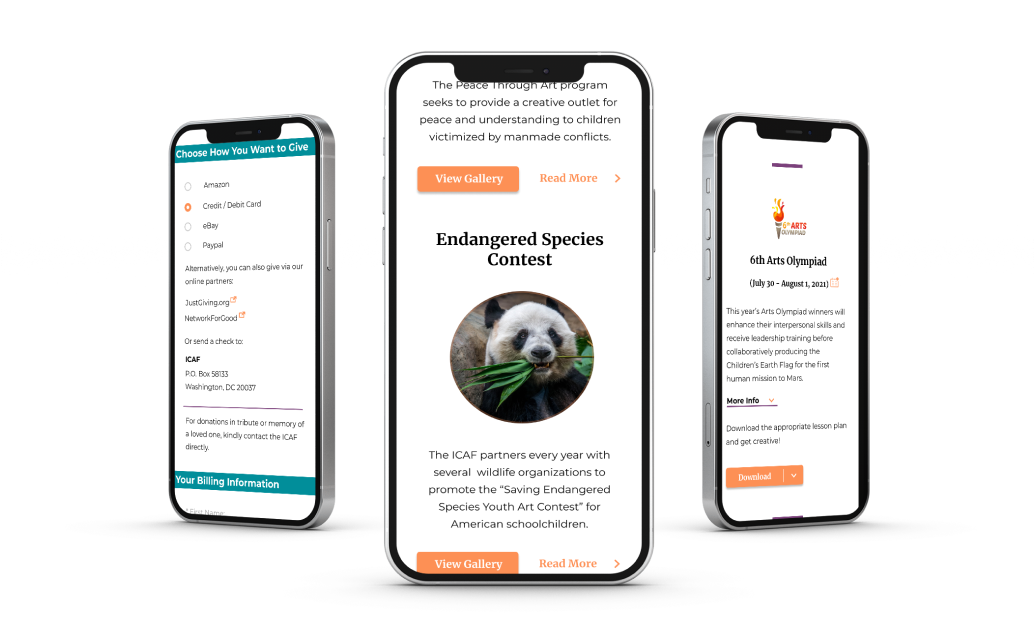 Choose How You Want to Give
Amazon
Credit / Debit Card
eBay
Paypal
Alternatively, you can also give via our
online partners:
JustGiving.org
NetworkForGood
Or send a check to:
ICAF
P.O. Box 58133
Washington, DC 20037
For donations in tribute or memory of
a loved one, kindly contact the ICAF
directly.
Your Billing Information
* First Name:
The Peace Through Art program
seeks to provide a creative outlet for
peace and understanding to children
victimized by manmade conflicts.
View Gallery
Read More
Endangered Species
Contest
The ICAF partners every year with
several wildlife organizations to
promote the “Saving Endangered
Species Youth Art Contest” for
American schoolchildren.
View Gallery
Read More
6th ARTS
OLYMPIAD
6th Arts Olympiad
(July 30 - August 1, 2021)
This year's Arts Olympiad winners will
enhance their interpersonal skills and
receive leadership training before
collaboratively producing the
Children's Earth Flag for the first
human mission to Mars.
More Info
Download the appropriate lesson plan
and get creative!
Download